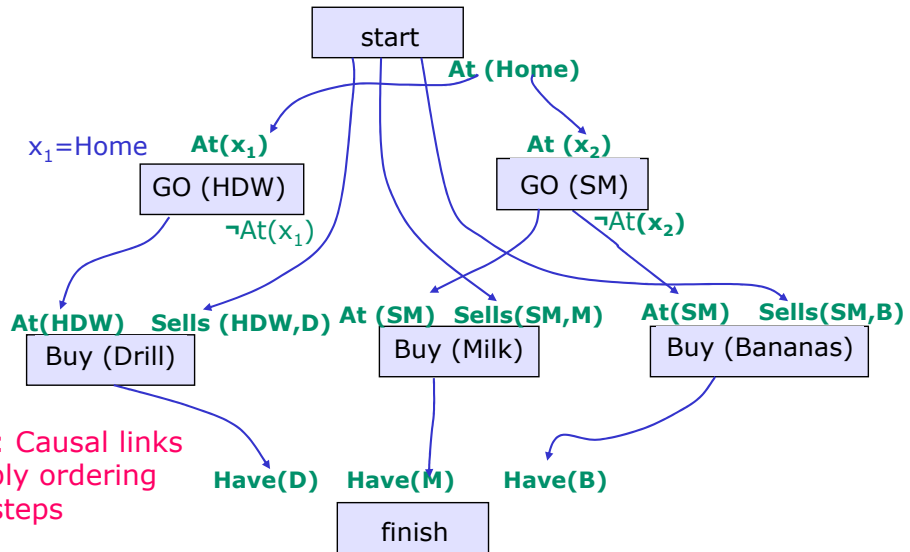 start
At (Home)
x₁=Home At(x₁) At (x₂)
GO (HDW) GO (SM)
¬At(x₁) ¬At(x₂)
At(HDW) Sells (HDW,D) At (SM) Sells(SM,M) At(SM) Sells(SM,B)
Buy (Drill) Buy (Milk) Buy (Bananas)
Causal links
ordering
steps
Have(D) Have(M) Have(B)
finish